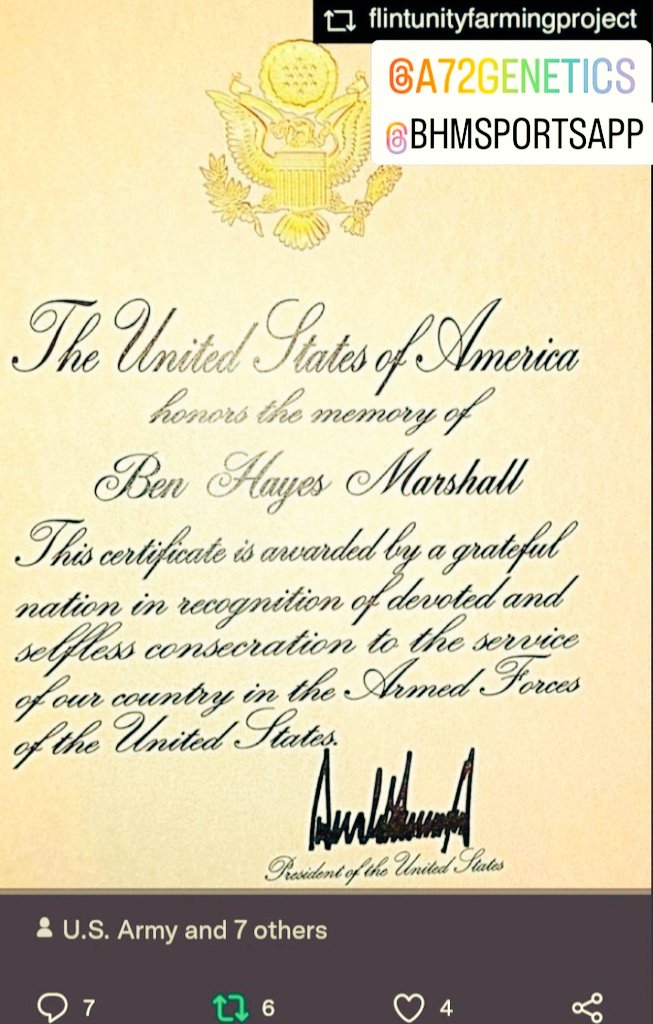 flintunityfarmingproject
@A72GENETICS
@BHMSPORTSAPP
The United States of America
honors the memory of
Ben Hayes Marshall
This certificate is awarded by a grateful
nation in recognition of devoted and
selfless consecration to the service
of our country in the Armed Forces
of the United States.
President of the United States
U.S. Army and 7 others
7 6 4